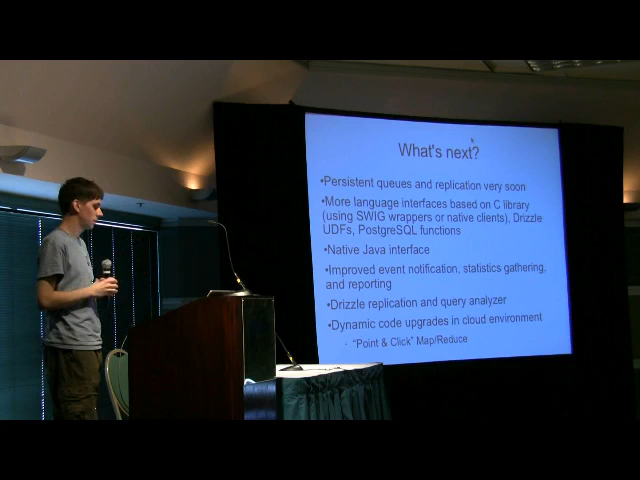 What's next?
•Persistent queues and replication very soon
•More language interfaces based on C library
(using SWIG wrappers or native clients), Drizzle
UDFs, PostgreSQL functions
•Native Java interface
•Improved event notification, statistics gathering,
and reporting
•Drizzle replication and query analyzer
•Dynamic code upgrades in cloud environment
· "Point & Click" Map/Reduce